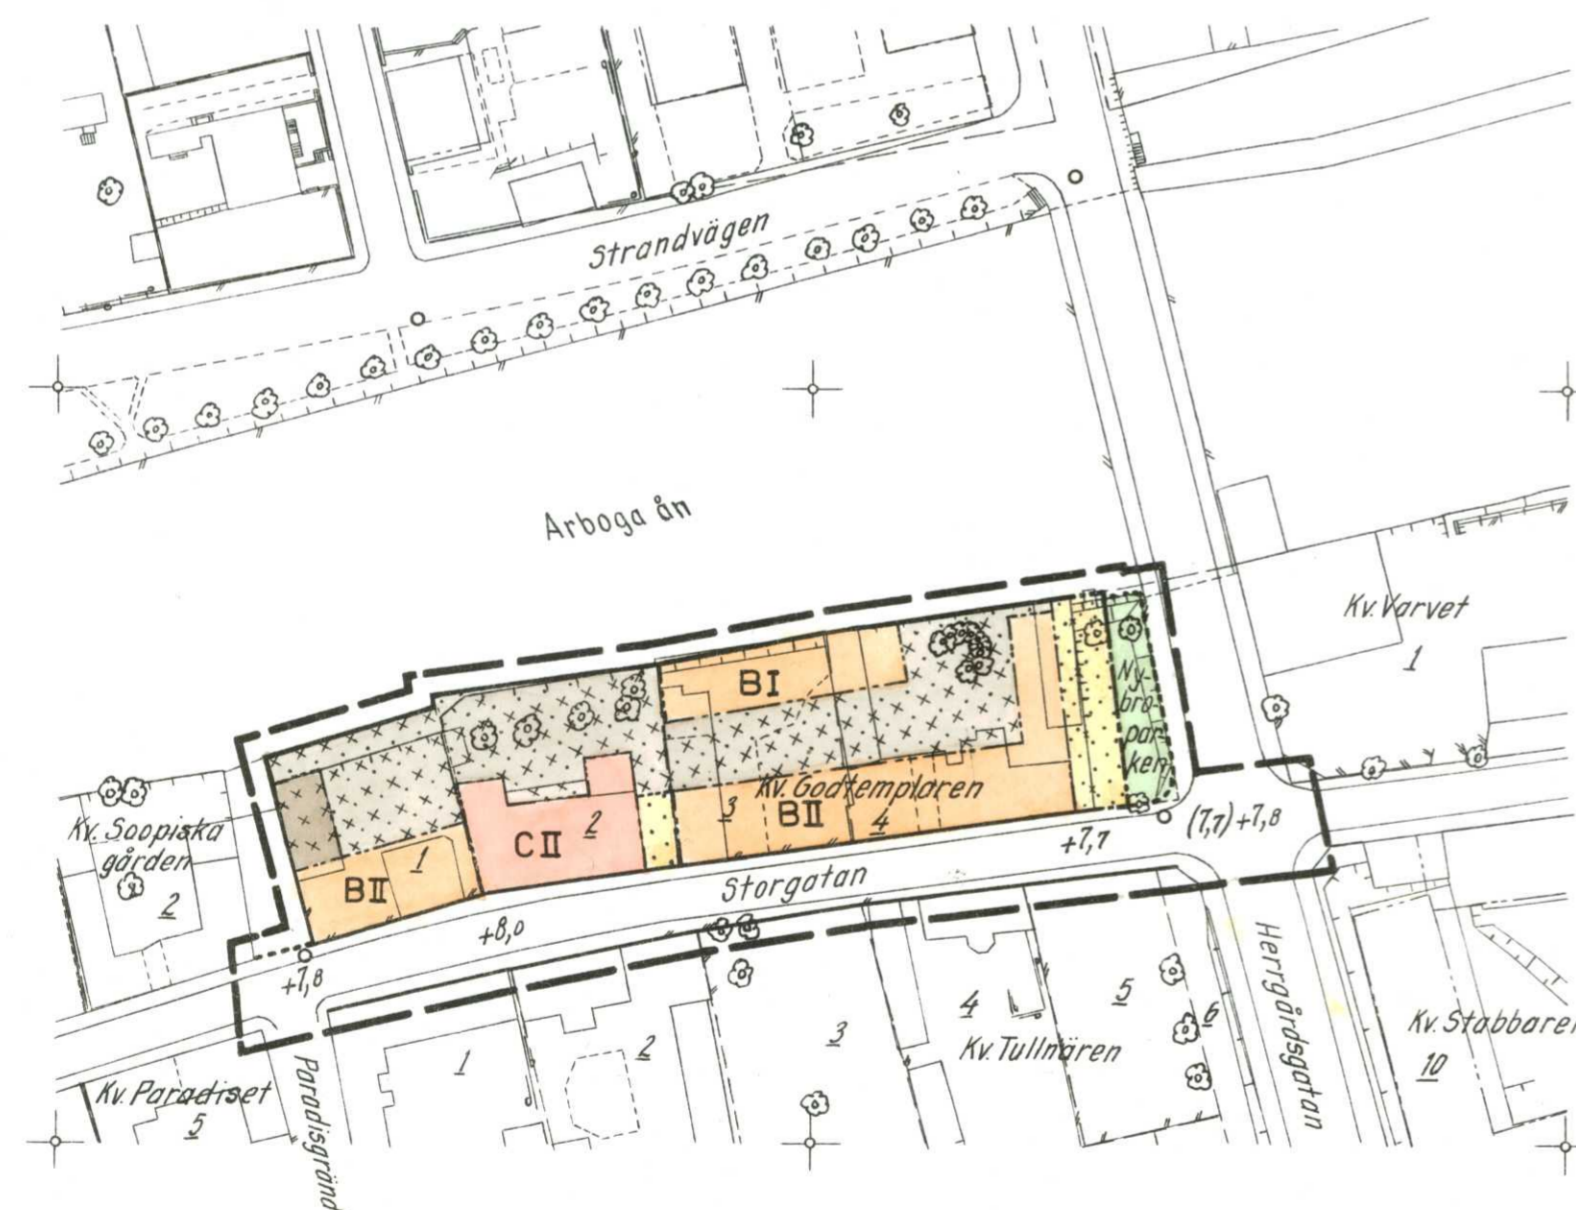 Strandvägen
Arboga ån
Kv. Varvet
1
Ny-
bro-
par-
ken
BI
Kv. Godtemplaren
3
BII
4
CII
2
1
BII
Kv. Soopiska
gården
2
(7,7) +7,8
+7,7
Storgatan
+8,0
+7,8
Herrgårdsgatan
Kv. Paradiset
5
Paradisgränd
1
2
3
4
5
6
Kv. Tullnären
Kv. Stabbaren
10